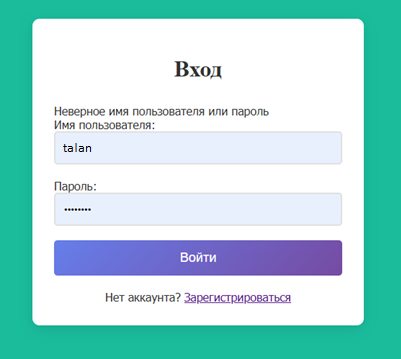 Вход
Неверное имя пользователя или пароль
Имя пользователя:
talan
Пароль:
••••••••
Войти
Нет аккаунта? Зарегистрироваться